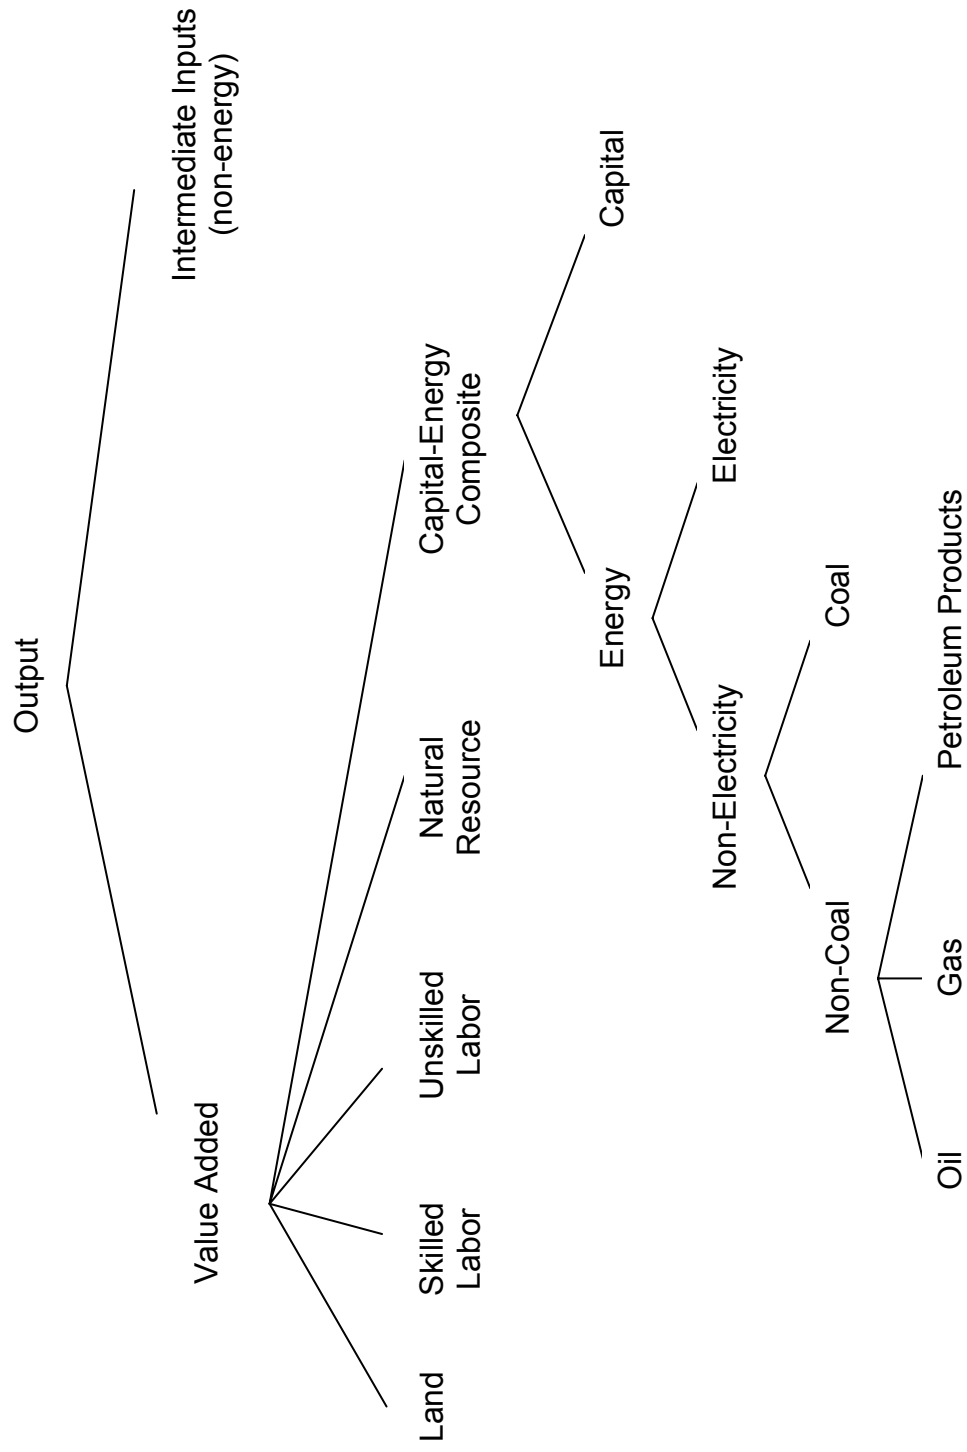 Output
Value Added
Intermediate Inputs
(non-energy)
Land
Skilled
Labor
Unskilled
Labor
Natural
Resource
Capital-Energy
Composite
Energy
Capital
Non-Electricity
Electricity
Non-Coal
Coal
Oil
Gas
Petroleum Products